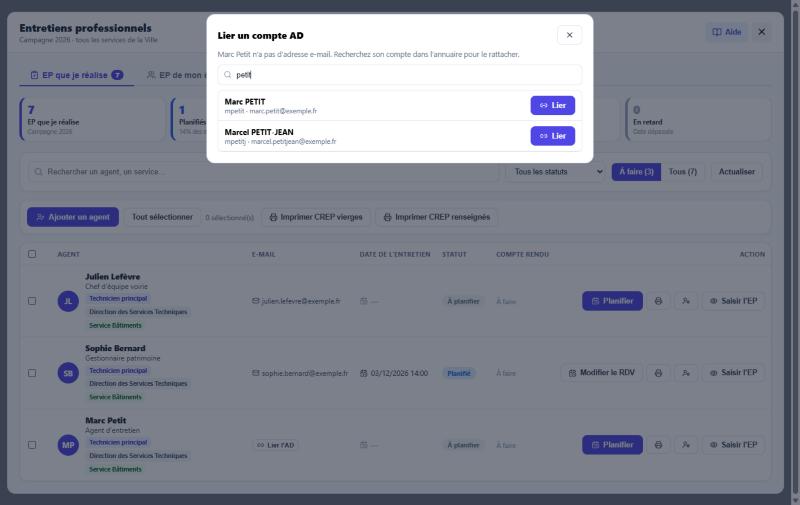 Entretiens professionnels
Campagne 2026 · tous les services de la Ville
Aide
EP que je réalise 7
EP de mon
7
EP que je réalise
Campagne 2026
1
Planifiés
14% des
0
En retard
Date dépassée
Lier un compte AD
Marc Petit n'a pas d'adresse e-mail. Recherchez son compte dans l'annuaire pour le rattacher.
petit
Marc PETIT
mpetit · marc.petit@exemple.fr
Lier
Marcel PETIT-JEAN
mpetitj · marcel.petitjean@exemple.fr
Lier
Rechercher un agent, un service...
Tous les statuts
À faire (3)
Tous (7)
Actualiser
Ajouter un agent
Tout sélectionner
0 sélectionné(s)
Imprimer CREP vierges
Imprimer CREP renseignés
AGENT E-MAIL DATE DE L'ENTRETIEN STATUT COMPTE RENDU ACTION
JL
Julien Lefèvre
Chef d'équipe voirie
Technicien principal
Direction des Services Techniques
Service Bâtiments
julien.lefevre@exemple.fr
—
À planifier
À faire
Planifier
Saisir l'EP
SB
Sophie Bernard
Gestionnaire patrimoine
Technicien principal
Direction des Services Techniques
Service Bâtiments
sophie.bernard@exemple.fr
03/12/2026 14:00
Planifié
À faire
Modifier le RDV
Saisir l'EP
MP
Marc Petit
Agent d'entretien
Technicien principal
Direction des Services Techniques
Service Bâtiments
Lier l'AD
—
À planifier
À faire
Planifier
Saisir l'EP